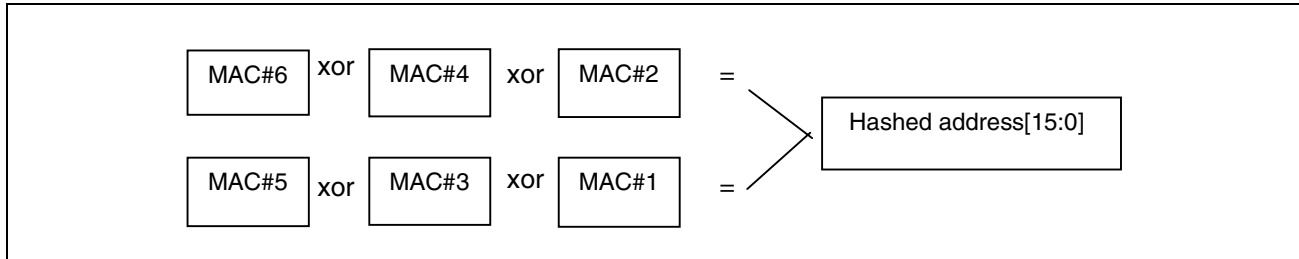 MAC#6 xor MAC#4 xor MAC#2 =
Hashed address[15:0]
MAC#5 xor MAC#3 xor MAC#1 =